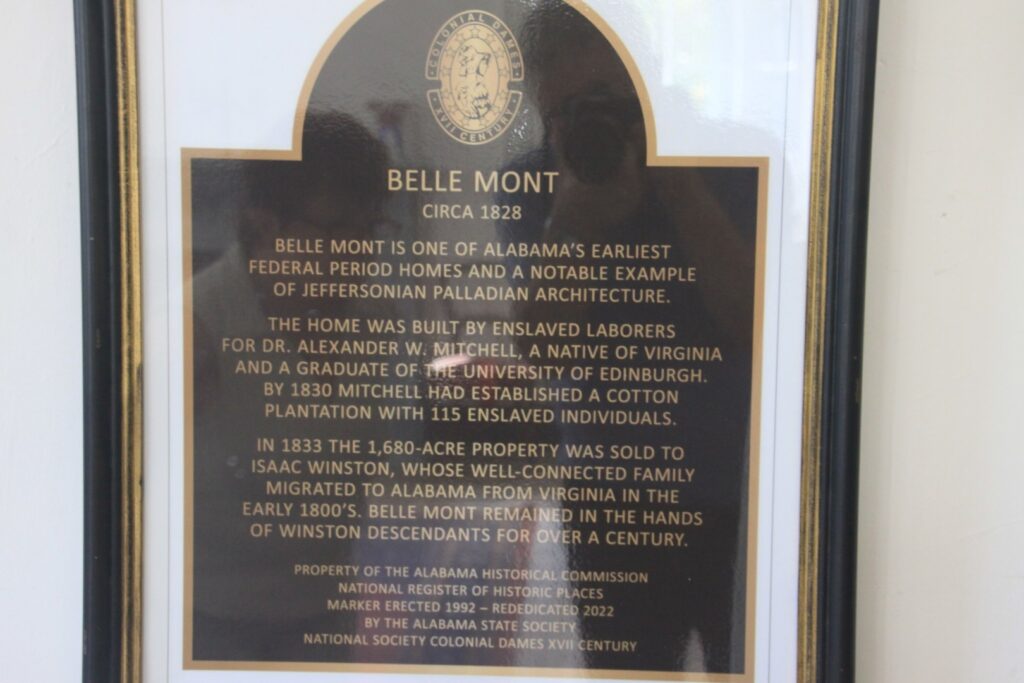 COLONIAL DAMES
XVII CENTURY
BELLE MONT
CIRCA 1828
BELLE MONT IS ONE OF ALABAMA'S EARLIEST
FEDERAL PERIOD HOMES AND A NOTABLE EXAMPLE
OF JEFFERSONIAN PALLADIAN ARCHITECTURE.
THE HOME WAS BUILT BY ENSLAVED LABORERS
FOR DR. ALEXANDER W. MITCHELL, A NATIVE OF VIRGINIA
AND A GRADUATE OF THE UNIVERSITY OF EDINBURGH.
BY 1830 MITCHELL HAD ESTABLISHED A COTTON
PLANTATION WITH 115 ENSLAVED INDIVIDUALS.
IN 1833 THE 1,680-ACRE PROPERTY WAS SOLD TO
ISAAC WINSTON, WHOSE WELL-CONNECTED FAMILY
MIGRATED TO ALABAMA FROM VIRGINIA IN THE
EARLY 1800'S. BELLE MONT REMAINED IN THE HANDS
OF WINSTON DESCENDANTS FOR OVER A CENTURY.
PROPERTY OF THE ALABAMA HISTORICAL COMMISSION
NATIONAL REGISTER OF HISTORIC PLACES
MARKER ERECTED 1992 – REDEDICATED 2022
BY THE ALABAMA STATE SOCIETY
NATIONAL SOCIETY COLONIAL DAMES XVII CENTURY